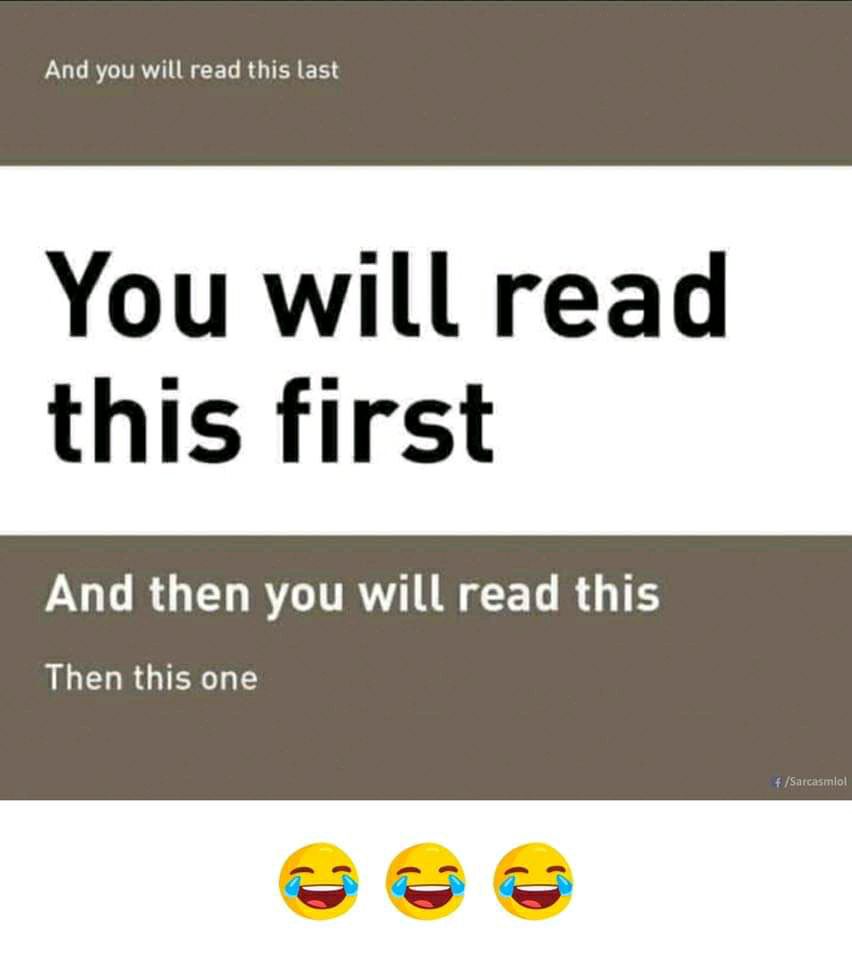 And you will read this last
You will read
this first
And then you will read this
Then this one
f /Sarcasmlol